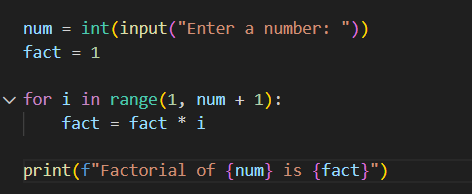 num = int(input("Enter a number: "))
fact = 1

for i in range(1, num + 1):
    fact = fact * i

print(f"Factorial of {num} is {fact}")